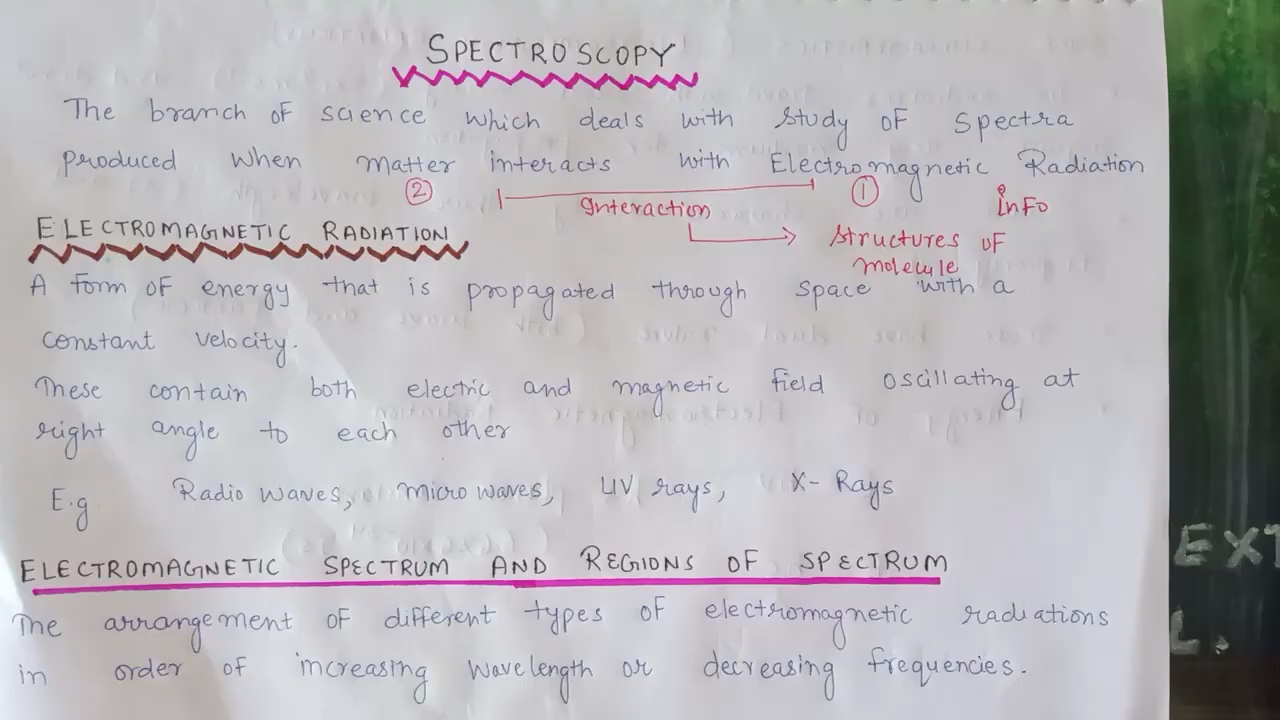 SPECTROSCOPY
The branch of science which deals with study of spectra
produced when matter interacts with Electromagnetic Radiation
② Interaction ① info
ELECTROMAGNETIC RADIATION
structures of
molecule
A form of energy that is propagated through space with a
constant velocity.
These contain both electric and magnetic field oscillating at
right angle to each other
E.g Radio waves, micro waves, UV rays, X-Rays
ELECTROMAGNETIC SPECTRUM AND REGIONS OF SPECTRUM
The arrangement of different types of electromagnetic radiations
in order of increasing wavelength or decreasing frequencies.
EXT
L.